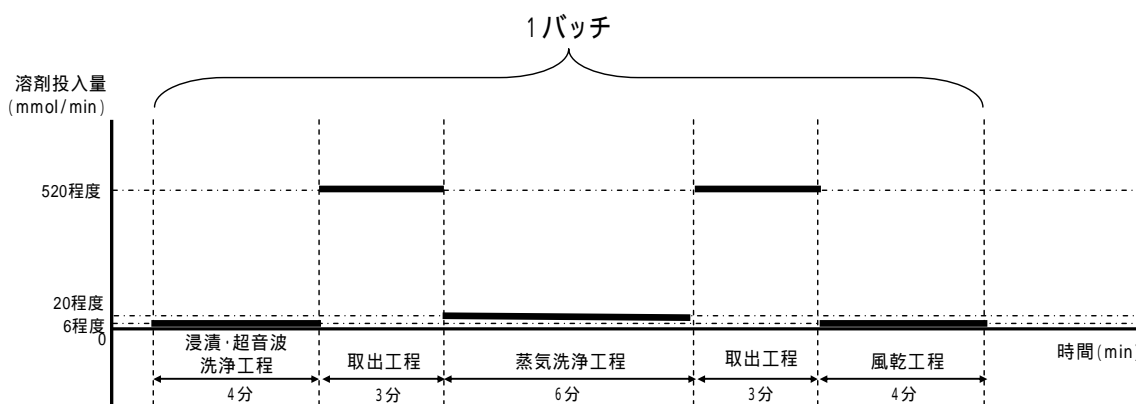 1バッチ
溶剤投入量
(mmol/min)
520程度
20程度
6程度
0
浸漬・超音波
洗浄工程
取出工程
蒸気洗浄工程
取出工程
風乾工程
時間(min)
4分
3分
6分
3分
4分